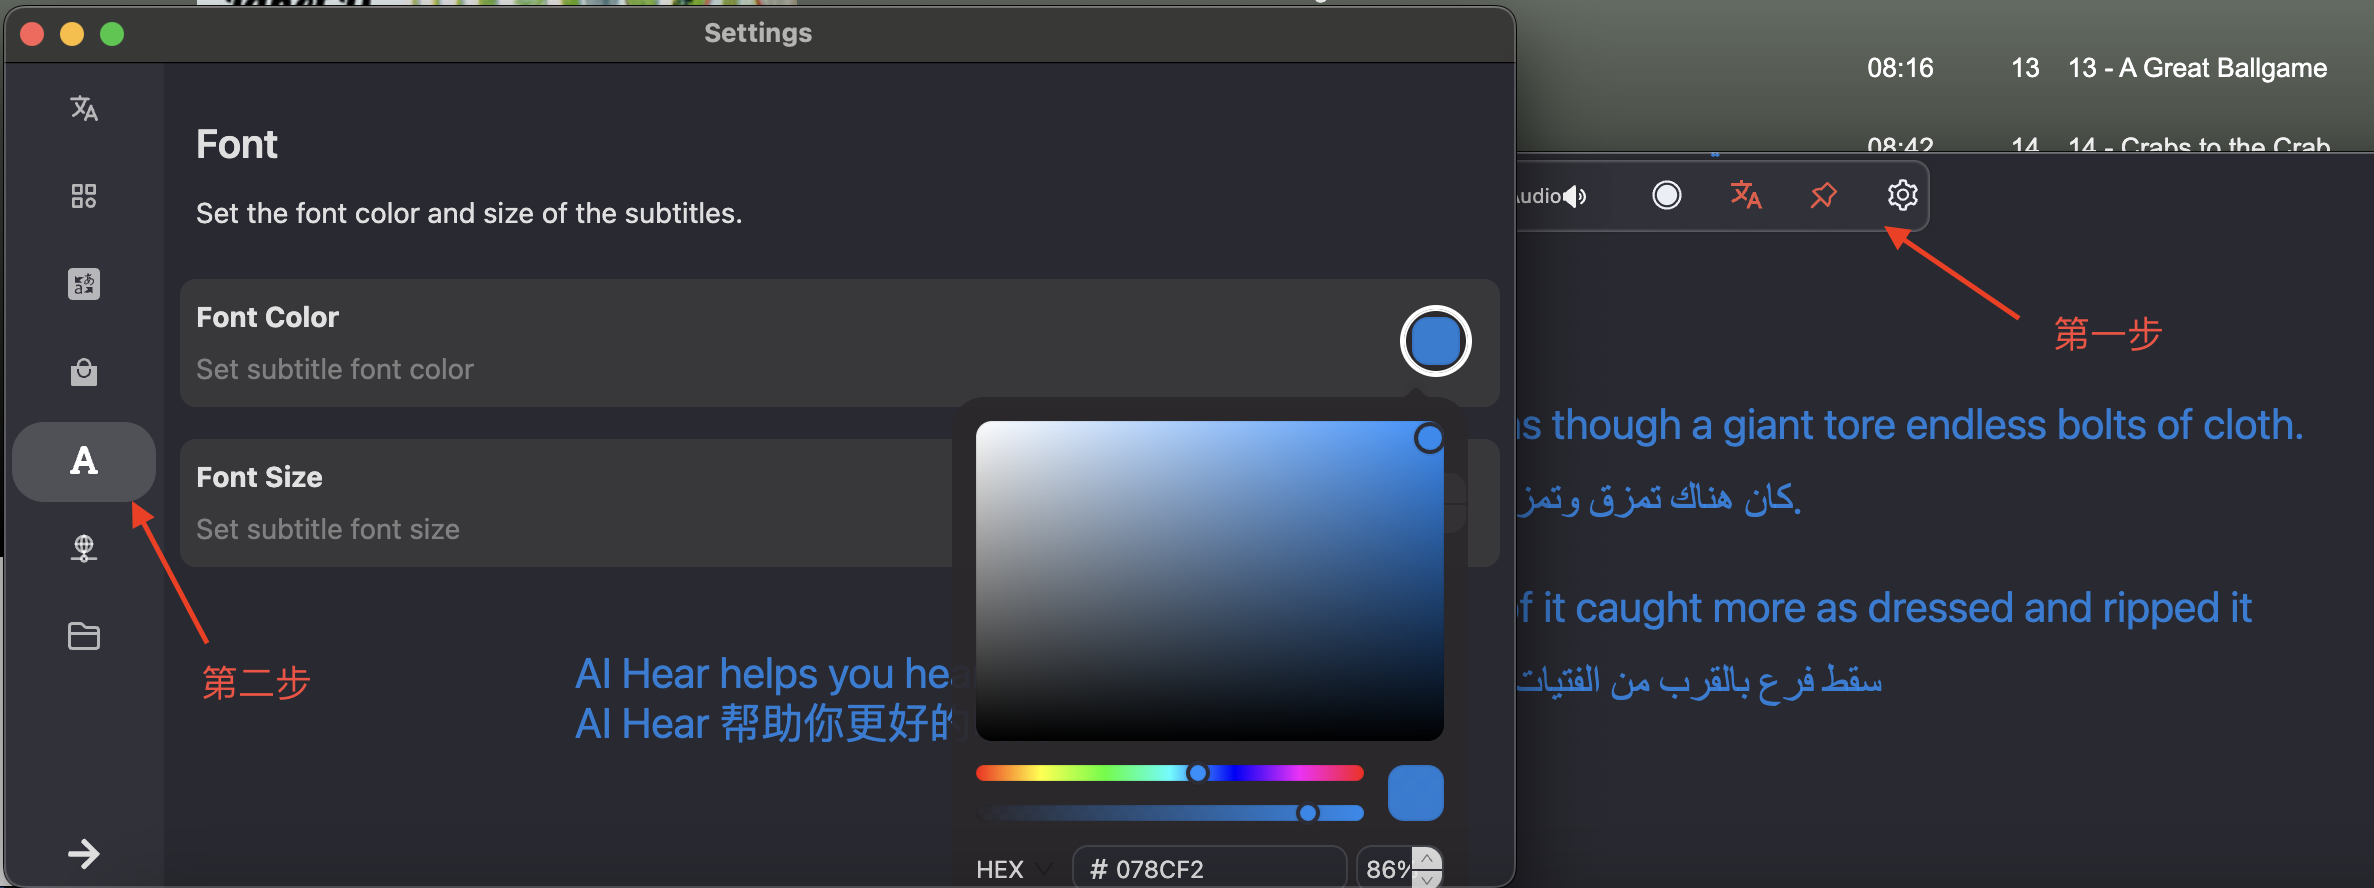 Settings
Font
Set the font color and size of the subtitles.
Font Color
Set subtitle font color
Font Size
Set subtitle font size
第二步
AI Hear helps you
AI Hear 帮助你更好的
HEX
# 078CF2
86%
08:16 13 13 - A Great Ballgame
08:42 14 14 - Crabs to the Crab
第一步
though a giant tore endless bolts of cloth.
كان هناك تمزق
it caught more as dressed and ripped it
سقط فرع بالقرب من الفتيات